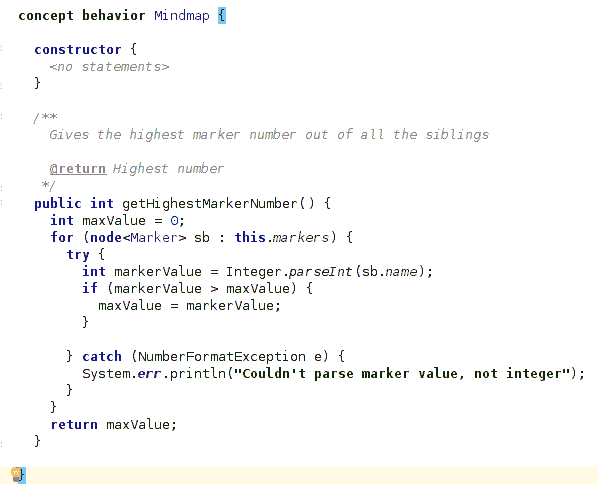 concept behavior Mindmap {
constructor {
<no statements>
}
/**
Gives the highest marker number out of all the siblings
@return Highest number
*/
public int getHighestMarkerNumber() {
int maxValue = 0;
for (node<Marker> sb : this.markers) {
try {
int markerValue = Integer.parseInt(sb.name);
if (markerValue > maxValue) {
maxValue = markerValue;
}
} catch (NumberFormatException e) {
System.err.println("Couldn't parse marker value, not integer");
}
}
return maxValue;
}
}